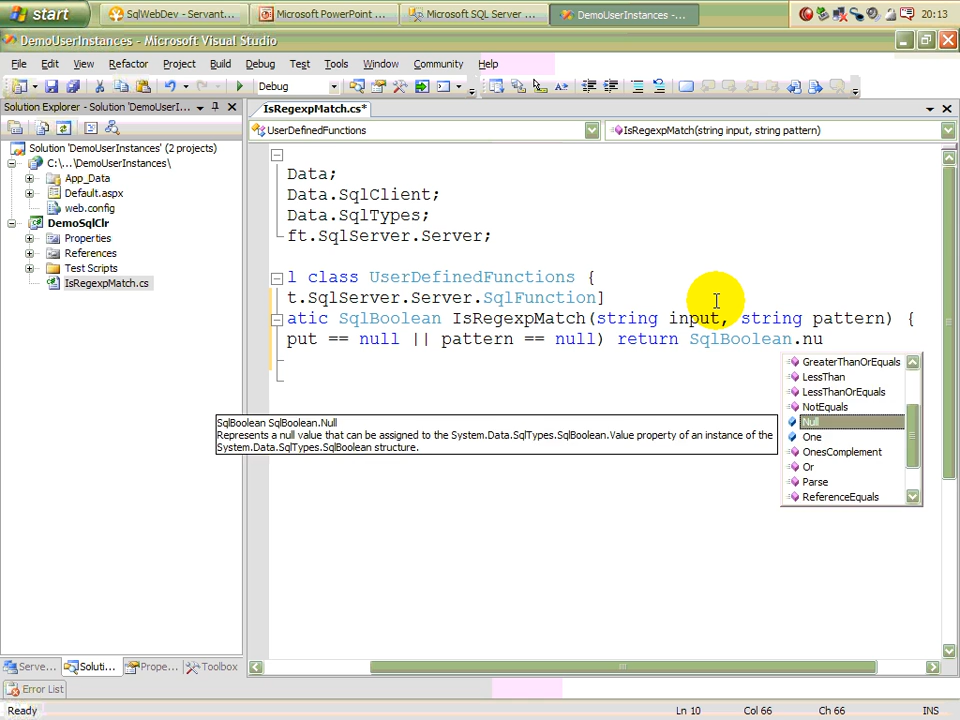 start
SqlWebDev - Servant...
Microsoft PowerPoint ...
Microsoft SQL Server ...
DemoUserInstances -...
20:13
DemoUserInstances - Microsoft Visual Studio
File Edit View Refactor Project Build Debug Test Tools Window Community Help
Debug
Solution Explorer - Solution 'DemoUserI...
IsRegexpMatch.cs*
UserDefinedFunctions
IsRegexpMatch(string input, string pattern)
Solution 'DemoUserInstances' (2 projects)
C:\...\DemoUserInstances\
App_Data
Default.aspx
web.config
DemoSqlClr
Properties
References
Test Scripts
IsRegexpMatch.cs
Data;
Data.SqlClient;
Data.SqlTypes;
ft.SqlServer.Server;
l class UserDefinedFunctions {
t.SqlServer.Server.SqlFunction]
atic SqlBoolean IsRegexpMatch(string input, string pattern) {
put == null || pattern == null) return SqlBoolean.nu
GreaterThanOrEquals
LessThan
LessThanOrEquals
NotEquals
Null
One
OnesComplement
Or
Parse
ReferenceEquals
SqlBoolean SqlBoolean.Null
Represents a null value that can be assigned to the System.Data.SqlTypes.SqlBoolean.Value property of an instance of the
System.Data.SqlTypes.SqlBoolean structure.
Serve...
Soluti...
Prope...
Toolbox
Error List
Ready
Ln 10
Col 66
Ch 66
INS